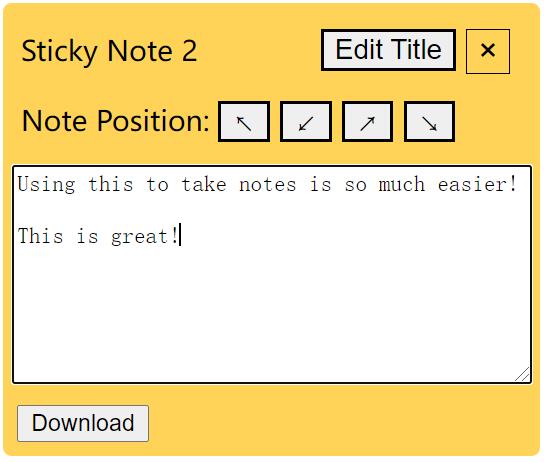 Sticky Note 2 Edit Title ×
Note Position: ↖ ↙ ↗ ↘
Using this to take notes is so much easier!
This is great!
Download